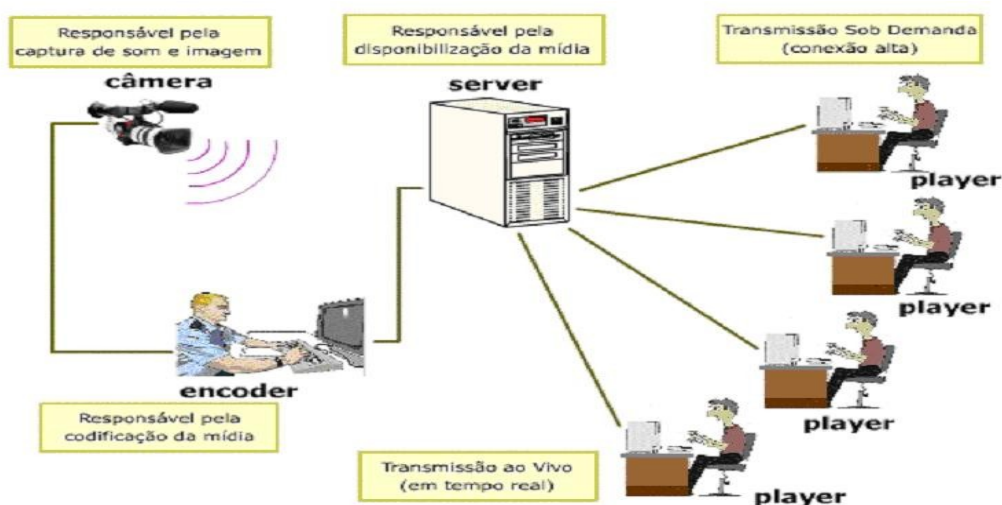 Responsável pela
captura de som e imagem
câmera
Responsável pela
disponibilização da mídia
server
Transmissão Sob Demanda
(conexão alta)
player
player
encoder
Responsável pela
codificação da mídia
player
Transmissão ao Vivo
(em tempo real)
player